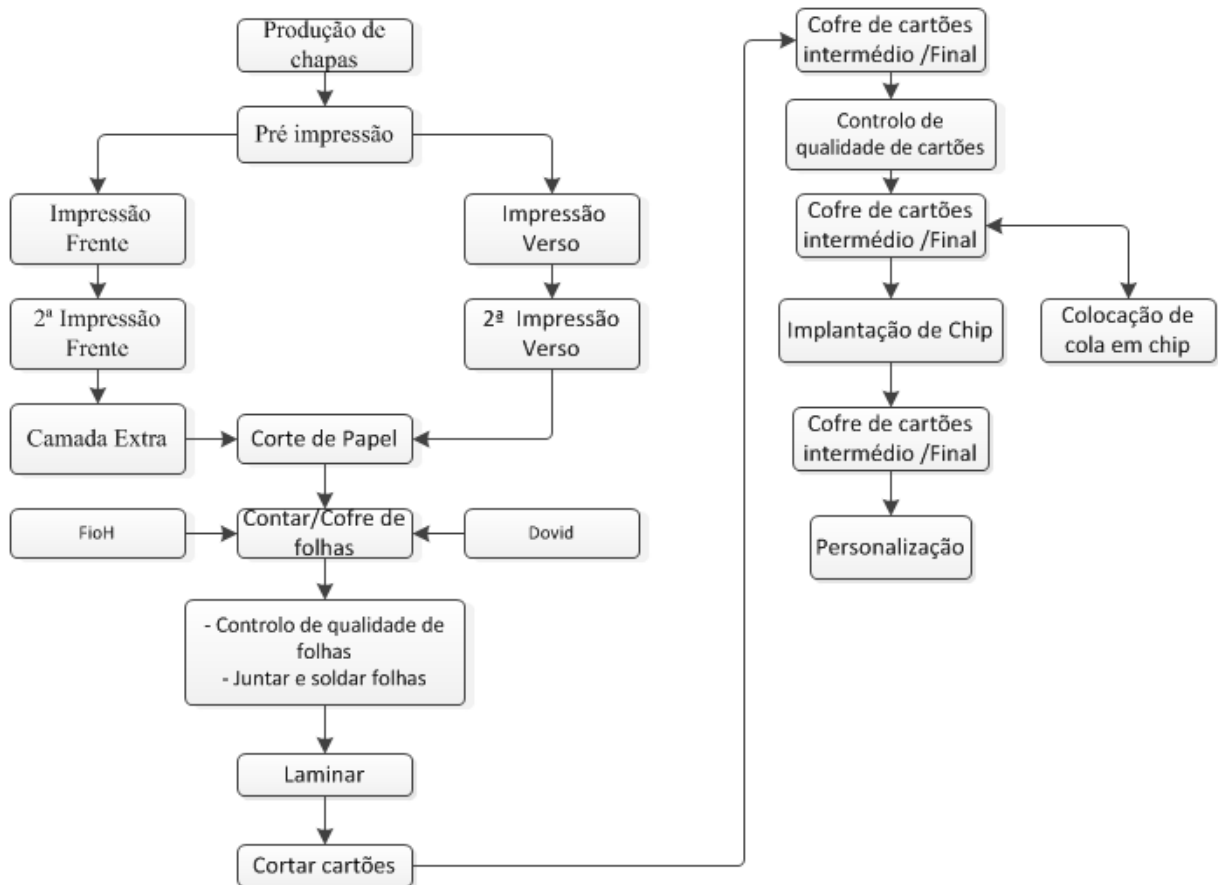 Produção de
chapas
Pré impressão
Impressão
Frente
Impressão
Verso
2ª Impressão
Frente
2ª Impressão
Verso
Camada Extra
Corte de Papel
FioH
Contar/Cofre de
folhas
Dovid
- Controlo de qualidade de
folhas
- Juntar e soldar folhas
Laminar
Cortar cartões
Cofre de cartões
intermédio /Final
Controlo de
qualidade de cartões
Cofre de cartões
intermédio /Final
Implantação de Chip
Colocação de
cola em chip
Cofre de cartões
intermédio /Final
Personalização